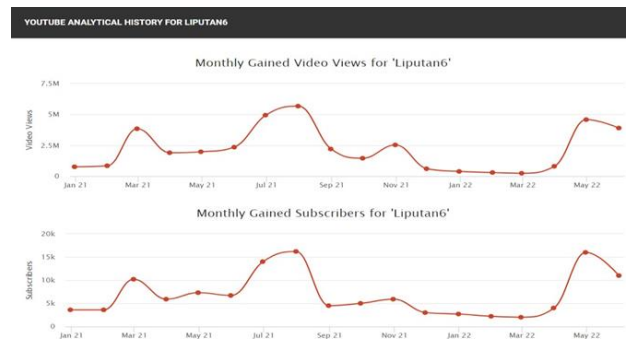 YOUTUBE ANALYTICAL HISTORY FOR LIPUTAN6
Monthly Gained Video Views for 'Liputan6'
7.5M
5M
2.5M
0
Video Views
Jan 21 Mar 21 May 21 Jul 21 Sep 21 Nov 21 Jan 22 Mar 22 May 22
Monthly Gained Subscribers for 'Liputan6'
20k
15k
10k
5k
0
Subscribers
Jan 21 Mar 21 May 21 Jul 21 Sep 21 Nov 21 Jan 22 Mar 22 May 22